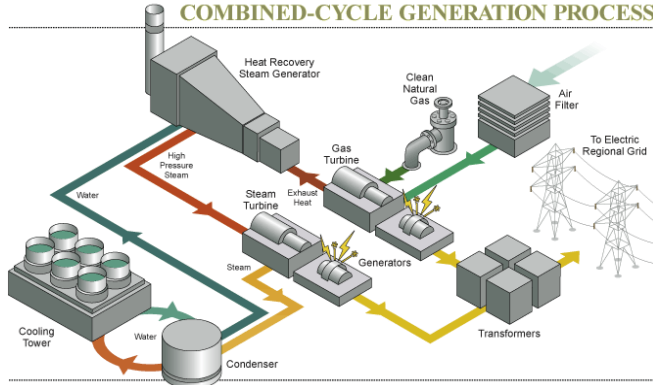 COMBINED-CYCLE GENERATION PROCESS
Heat Recovery
Steam Generator
Clean
Natural
Gas
Air
Filter
To Electric
Regional Grid
Gas
Turbine
High
Pressure
Steam
Exhaust
Heat
Water
Steam
Turbine
Steam
Generators
Transformers
Cooling
Tower
Water
Condenser